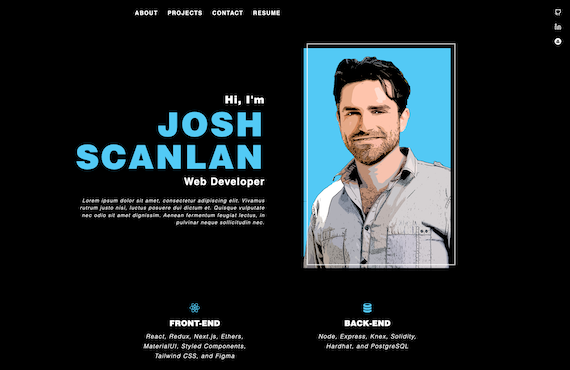 ABOUT PROJECTS CONTACT RESUME
Hi, I'm
JOSH
SCANLAN
Web Developer
Lorem ipsum dolor sit amet, consectetur adipiscing elit. Vivamus
rutrum justo nisi, luctus posuere dui dictum et. Quisque vulputate
nec odio sit amet dignissim. Aenean fermentum feugiat lectus, in
pulvinar neque sollicitudin nec.
FRONT-END
React, Redux, Next.js, Ethers,
MaterialUI, Styled Components,
Tailwind CSS, and Figma
BACK-END
Node, Express, Knex, Solidity,
Hardhat, and PostgreSQL